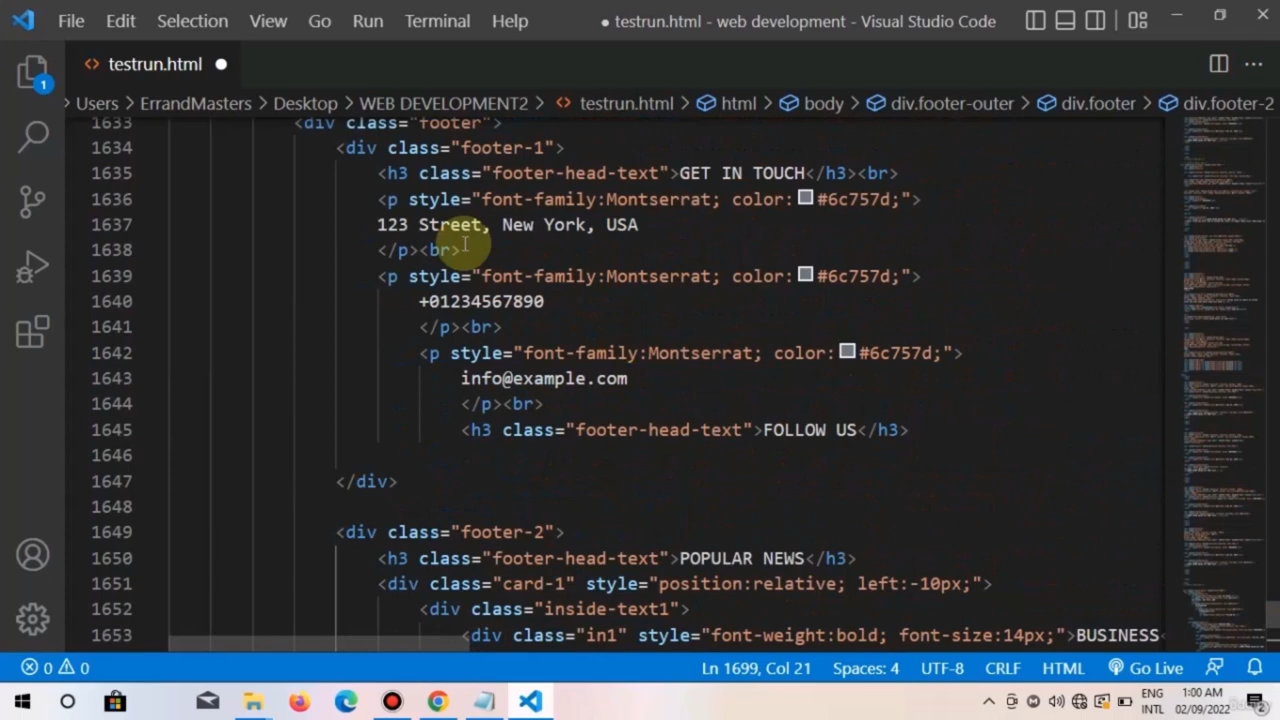 File Edit Selection View Go Run Terminal Help ● testrun.html - web development - Visual Studio Code
testrun.html
Users > ErrandMasters > Desktop > WEB DEVELOPMENT2 > testrun.html > html > body > div.footer-outer > div.footer > div.footer-2
1
1633 <div class="footer">
1634 <div class="footer-1">
1635 <h3 class="footer-head-text">GET IN TOUCH</h3><br>
1636 <p style="font-family:Montserrat; color:#6c757d;">
1637 123 Street, New York, USA
1638 </p><br>
1639 <p style="font-family:Montserrat; color:#6c757d;">
1640 +01234567890
1641 </p><br>
1642 <p style="font-family:Montserrat; color:#6c757d;">
1643 info@example.com
1644 </p><br>
1645 <h3 class="footer-head-text">FOLLOW US</h3>
1646
1647 </div>
1648
1649 <div class="footer-2">
1650 <h3 class="footer-head-text">POPULAR NEWS</h3>
1651 <div class="card-1" style="position:relative; left:-10px;">
1652 <div class="inside-text1">
1653 <div class="in1" style="font-weight:bold; font-size:14px;">BUSINESS<
0 0 Ln 1699, Col 21 Spaces: 4 UTF-8 CRLF HTML Go Live
ENG 1:00 AM
INTL 02/09/2022 2